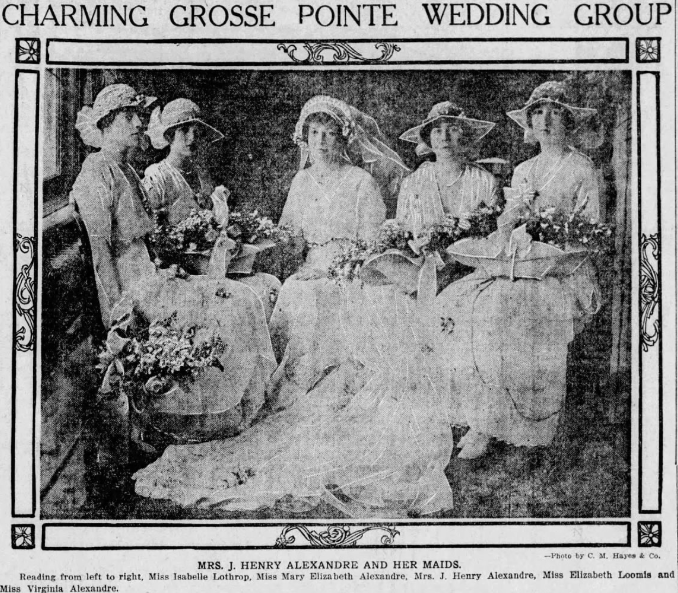 CHARMING GROSSE POINTE WEDDING GROUP
—Photo by C. M. Hayes & Co.
MRS. J. HENRY ALEXANDRE AND HER MAIDS.
Reading from left to right, Miss Isabelle Lothrop, Miss Mary Elizabeth Alexandre, Mrs. J. Henry Alexandre, Miss Elizabeth Loomis and
Miss Virginia Alexandre.